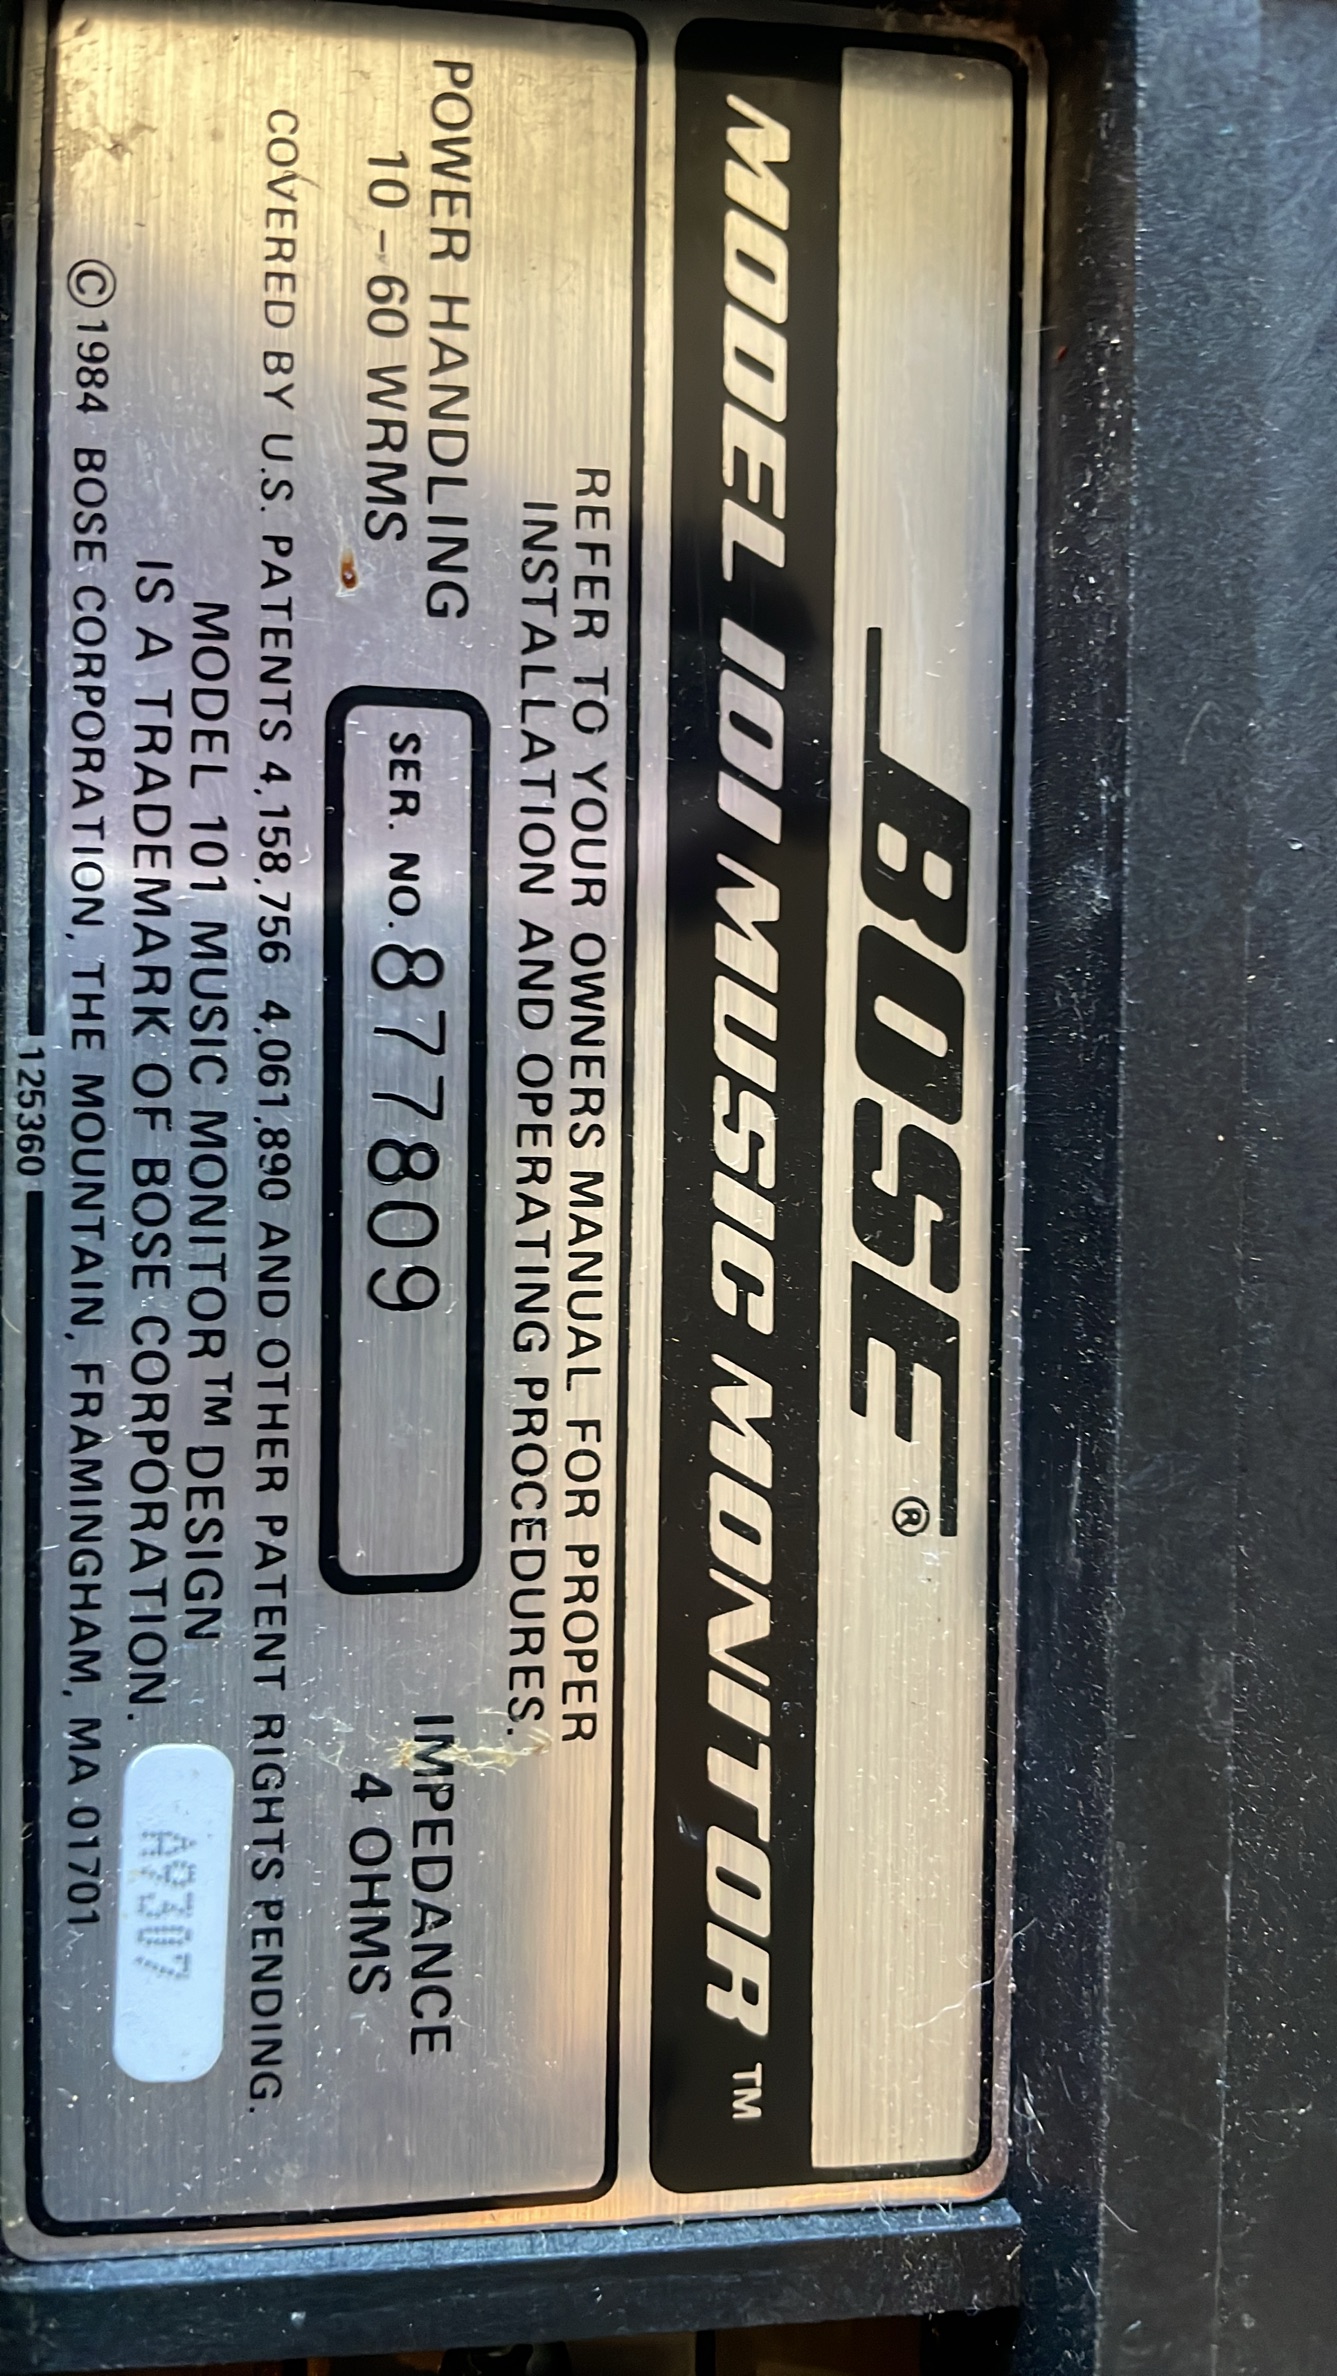 BOSE®
MODEL 101 MUSIC MONITOR™
REFER TO YOUR OWNERS MANUAL FOR PROPER
INSTALLATION AND OPERATING PROCEDURES.
POWER HANDLING
10-60 WRMS
SER. NO. 877809
IMPEDANCE
4 OHMS
COVERED BY U.S. PATENTS 4,158,756 4,061,890 AND OTHER PATENT RIGHTS PENDING.
MODEL 101 MUSIC MONITOR™ DESIGN
IS A TRADEMARK OF BOSE CORPORATION.
©1984 BOSE CORPORATION, THE MOUNTAIN, FRAMINGHAM, MA 01701
125360